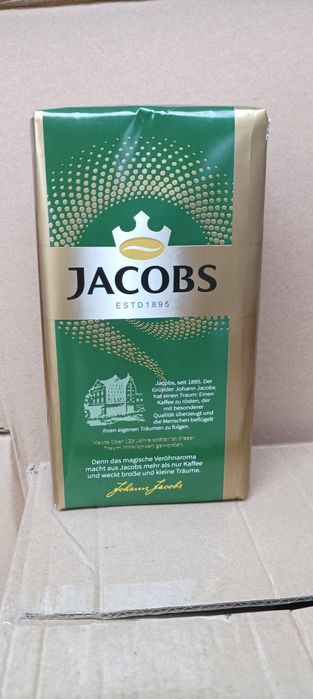 JACOBS
ESTD1895
Jacobs, seit 1895. Der
Gründer Johann Jacobs
hat einen Traum: Einen
Kaffee zu rösten, der
mit besonderer
Qualität überzeugt und
die Menschen beflügelt
ihren eigenen Träumen zu folgen.
Heute über 125 Jahre später ist dieser
Traum Wirklichkeit geworden.
Denn das magische Veröhnaroma
macht aus Jacobs mehr als nur Kaffee
und weckt broße und kleine Träume.
Johann Jacobs